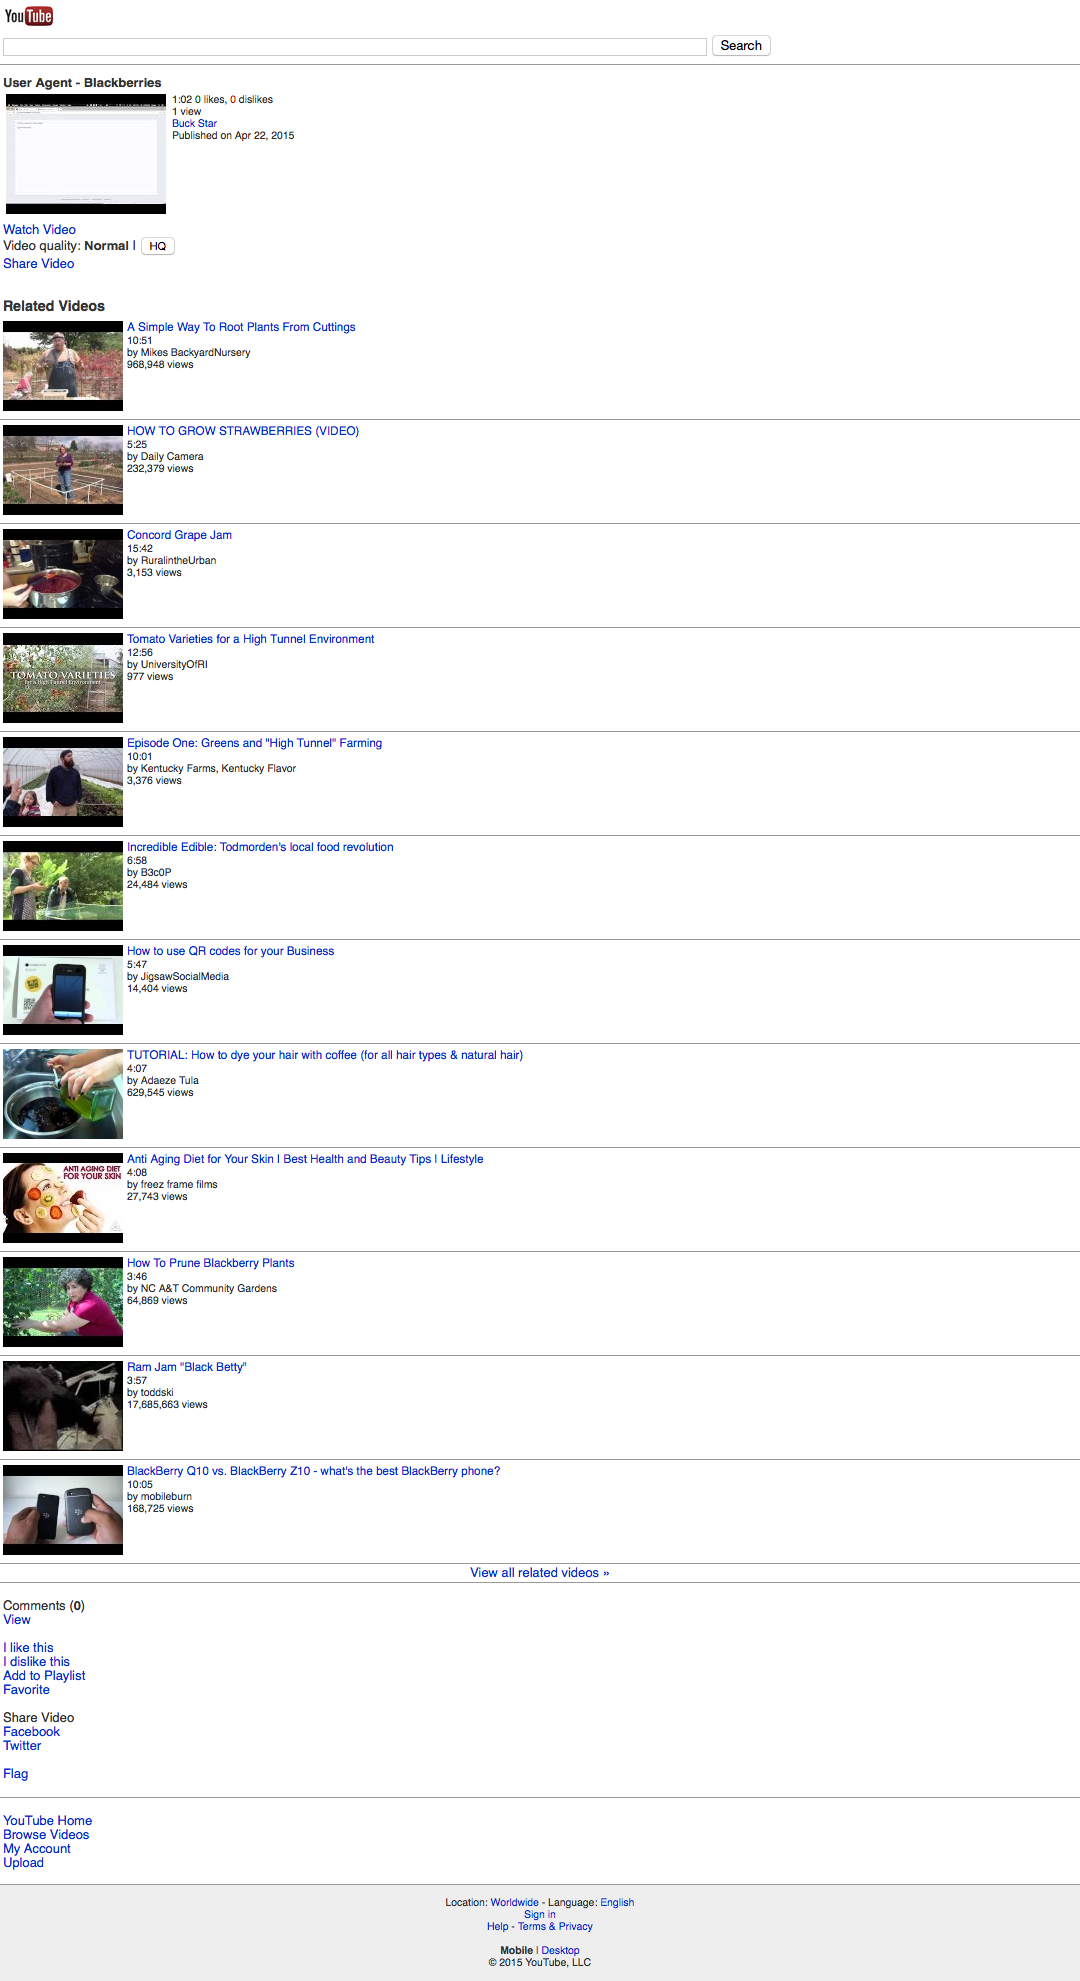 YouTube
Search
User Agent - Blackberries
1:02 0 likes, 0 dislikes
1 view
Buck Star
Published on Apr 22, 2015
Watch Video
Video quality: Normal | HQ
Share Video
Related Videos
A Simple Way To Root Plants From Cuttings
10:51
by Mikes BackyardNursery
968,948 views
HOW TO GROW STRAWBERRIES (VIDEO)
5:25
by Daily Camera
232,379 views
Concord Grape Jam
15:42
by RuralintheUrban
3,153 views
TOMATO VARIETIES
for a High Tunnel Environment
Tomato Varieties for a High Tunnel Environment
12:56
by UniversityOfRI
977 views
Episode One: Greens and "High Tunnel" Farming
10:01
by Kentucky Farms, Kentucky Flavor
3,376 views
Incredible Edible: Todmorden's local food revolution
6:58
by B3c0P
24,484 views
How to use QR codes for your Business
5:47
by JigsawSocialMedia
14,404 views
TUTORIAL: How to dye your hair with coffee (for all hair types & natural hair)
4:07
by Adaeze Tula
629,545 views
ANTI AGING DIET
FOR YOUR SKIN
Anti Aging Diet for Your Skin | Best Health and Beauty Tips | Lifestyle
4:08
by freez frame films
27,743 views
How To Prune Blackberry Plants
3:46
by NC A&T Community Gardens
64,869 views
Ram Jam "Black Betty"
3:57
by toddski
17,685,663 views
BlackBerry Q10 vs. BlackBerry Z10 - what's the best BlackBerry phone?
10:05
by mobileburn
168,725 views
View all related videos »
Comments (0)
View
I like this
I dislike this
Add to Playlist
Favorite
Share Video
Facebook
Twitter
Flag
YouTube Home
Browse Videos
My Account
Upload
Location: Worldwide - Language: English
Sign in
Help - Terms & Privacy
Mobile | Desktop
© 2015 YouTube, LLC